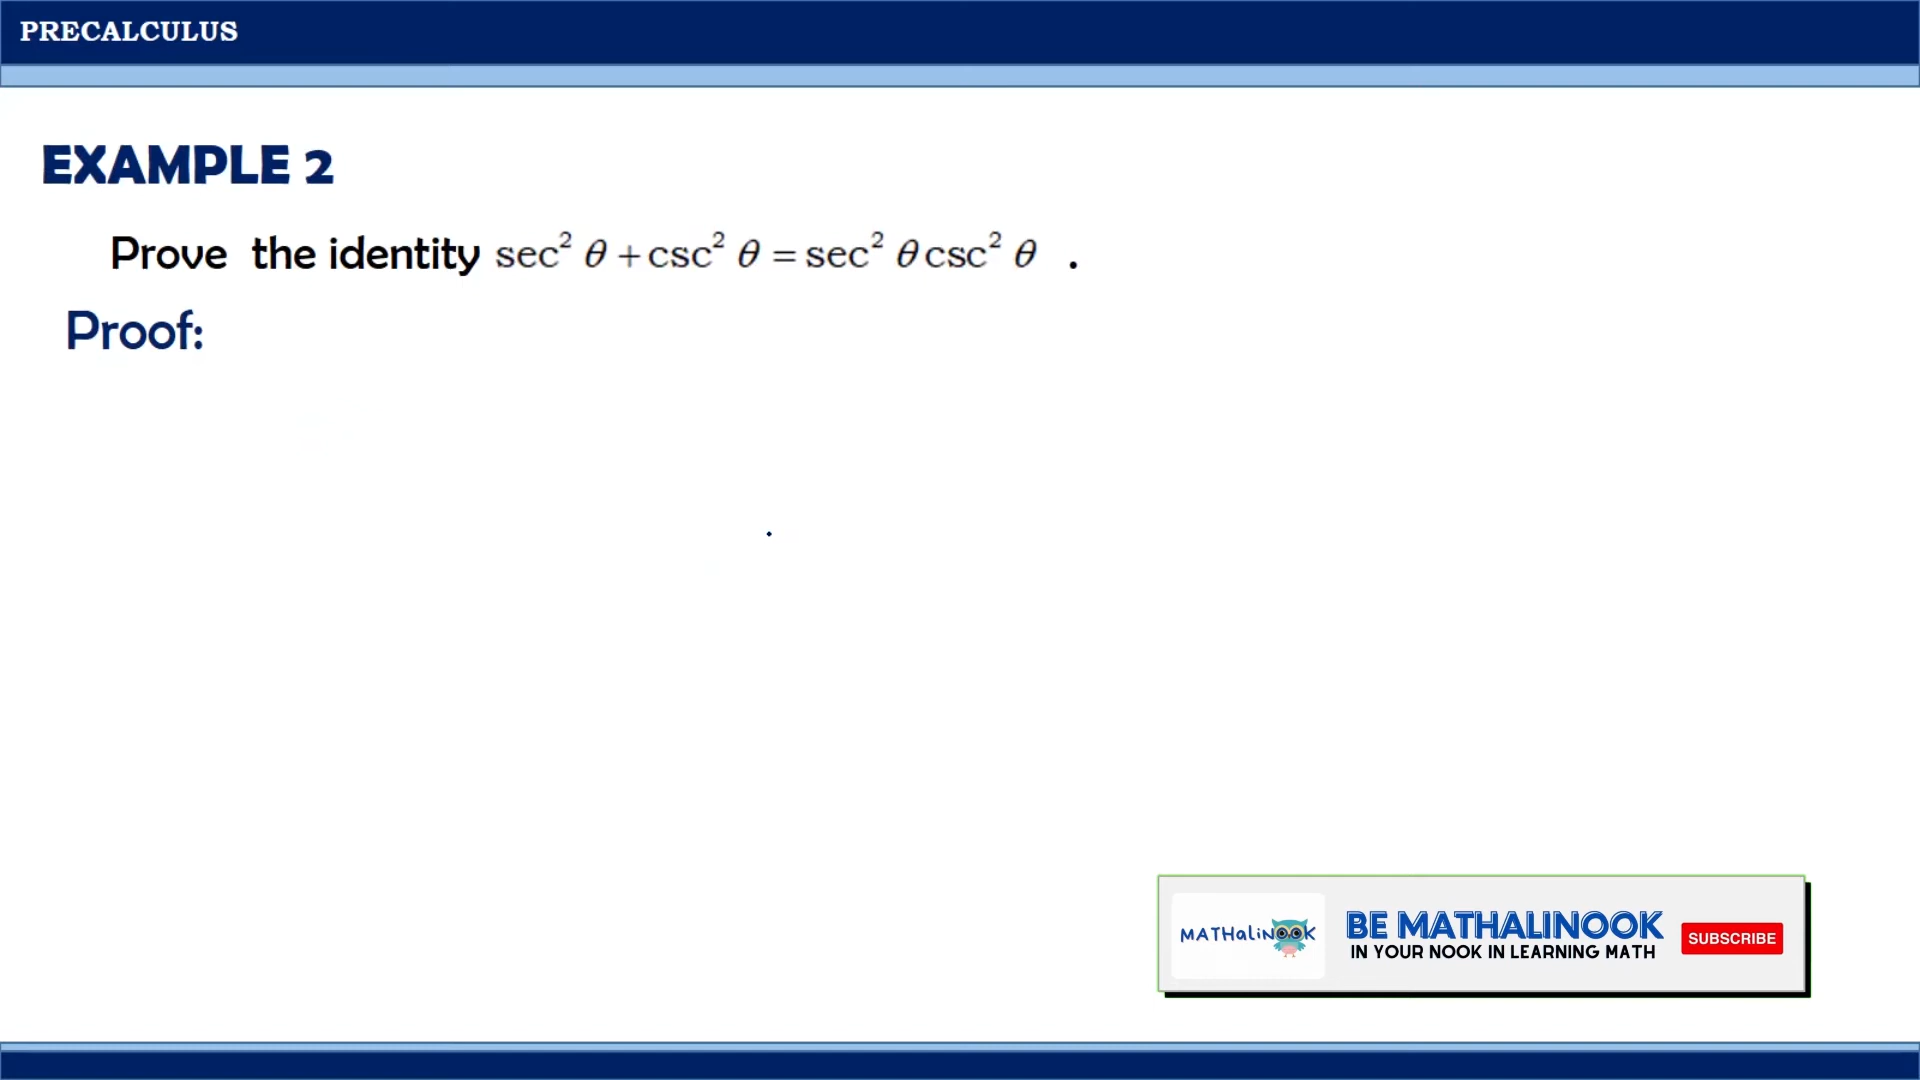 PRECALCULUS
EXAMPLE 2
Prove the identity sec² θ + csc² θ = sec² θ csc² θ .
Proof:
MATHaliNOOK
BE MATHALINOOK
IN YOUR NOOK IN LEARNING MATH
SUBSCRIBE